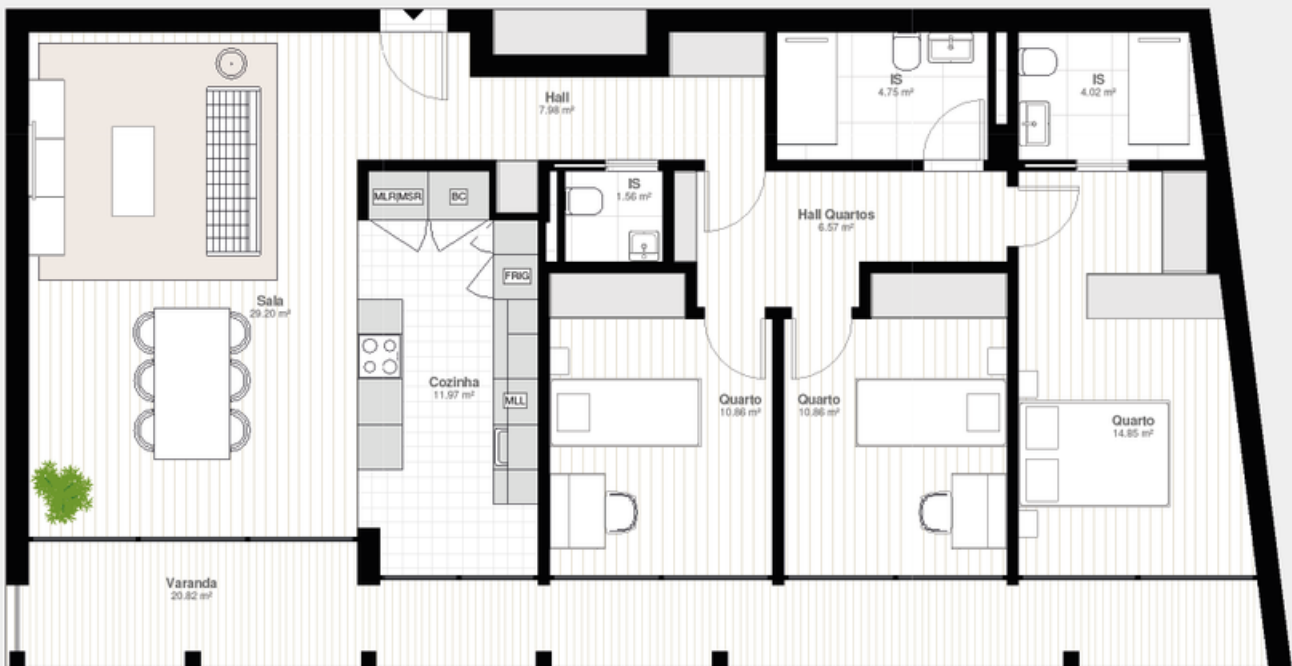 Hall
7.98 m²
IS
4.75 m²
IS
4.02 m²
MLR|MSR
BC
IS
1.56 m²
Hall Quartos
6.57 m²
FRIG
Sala
29.20 m²
Cozinha
11.97 m²
MLL
Quarto
10.86 m²
Quarto
10.86 m²
Quarto
14.85 m²
Varanda
20.82 m²